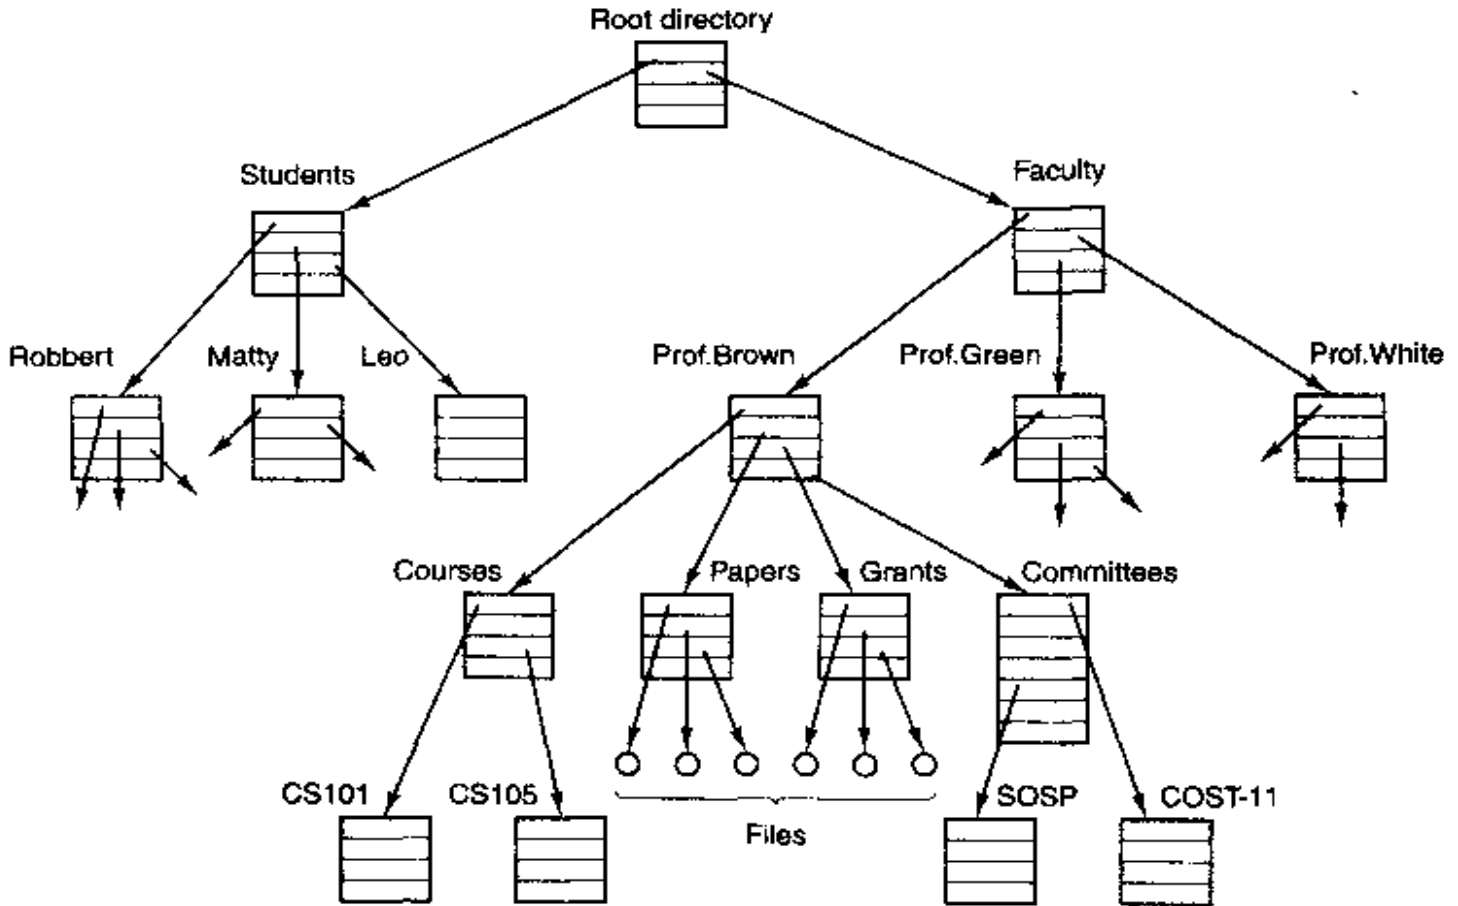 Root directory
Students
Faculty
Robbert
Matty
Leo
Prof.Brown
Prof.Green
Prof.White
Courses
Papers
Grants
Committees
CS101
CS105
Files
SOSP
COST-11